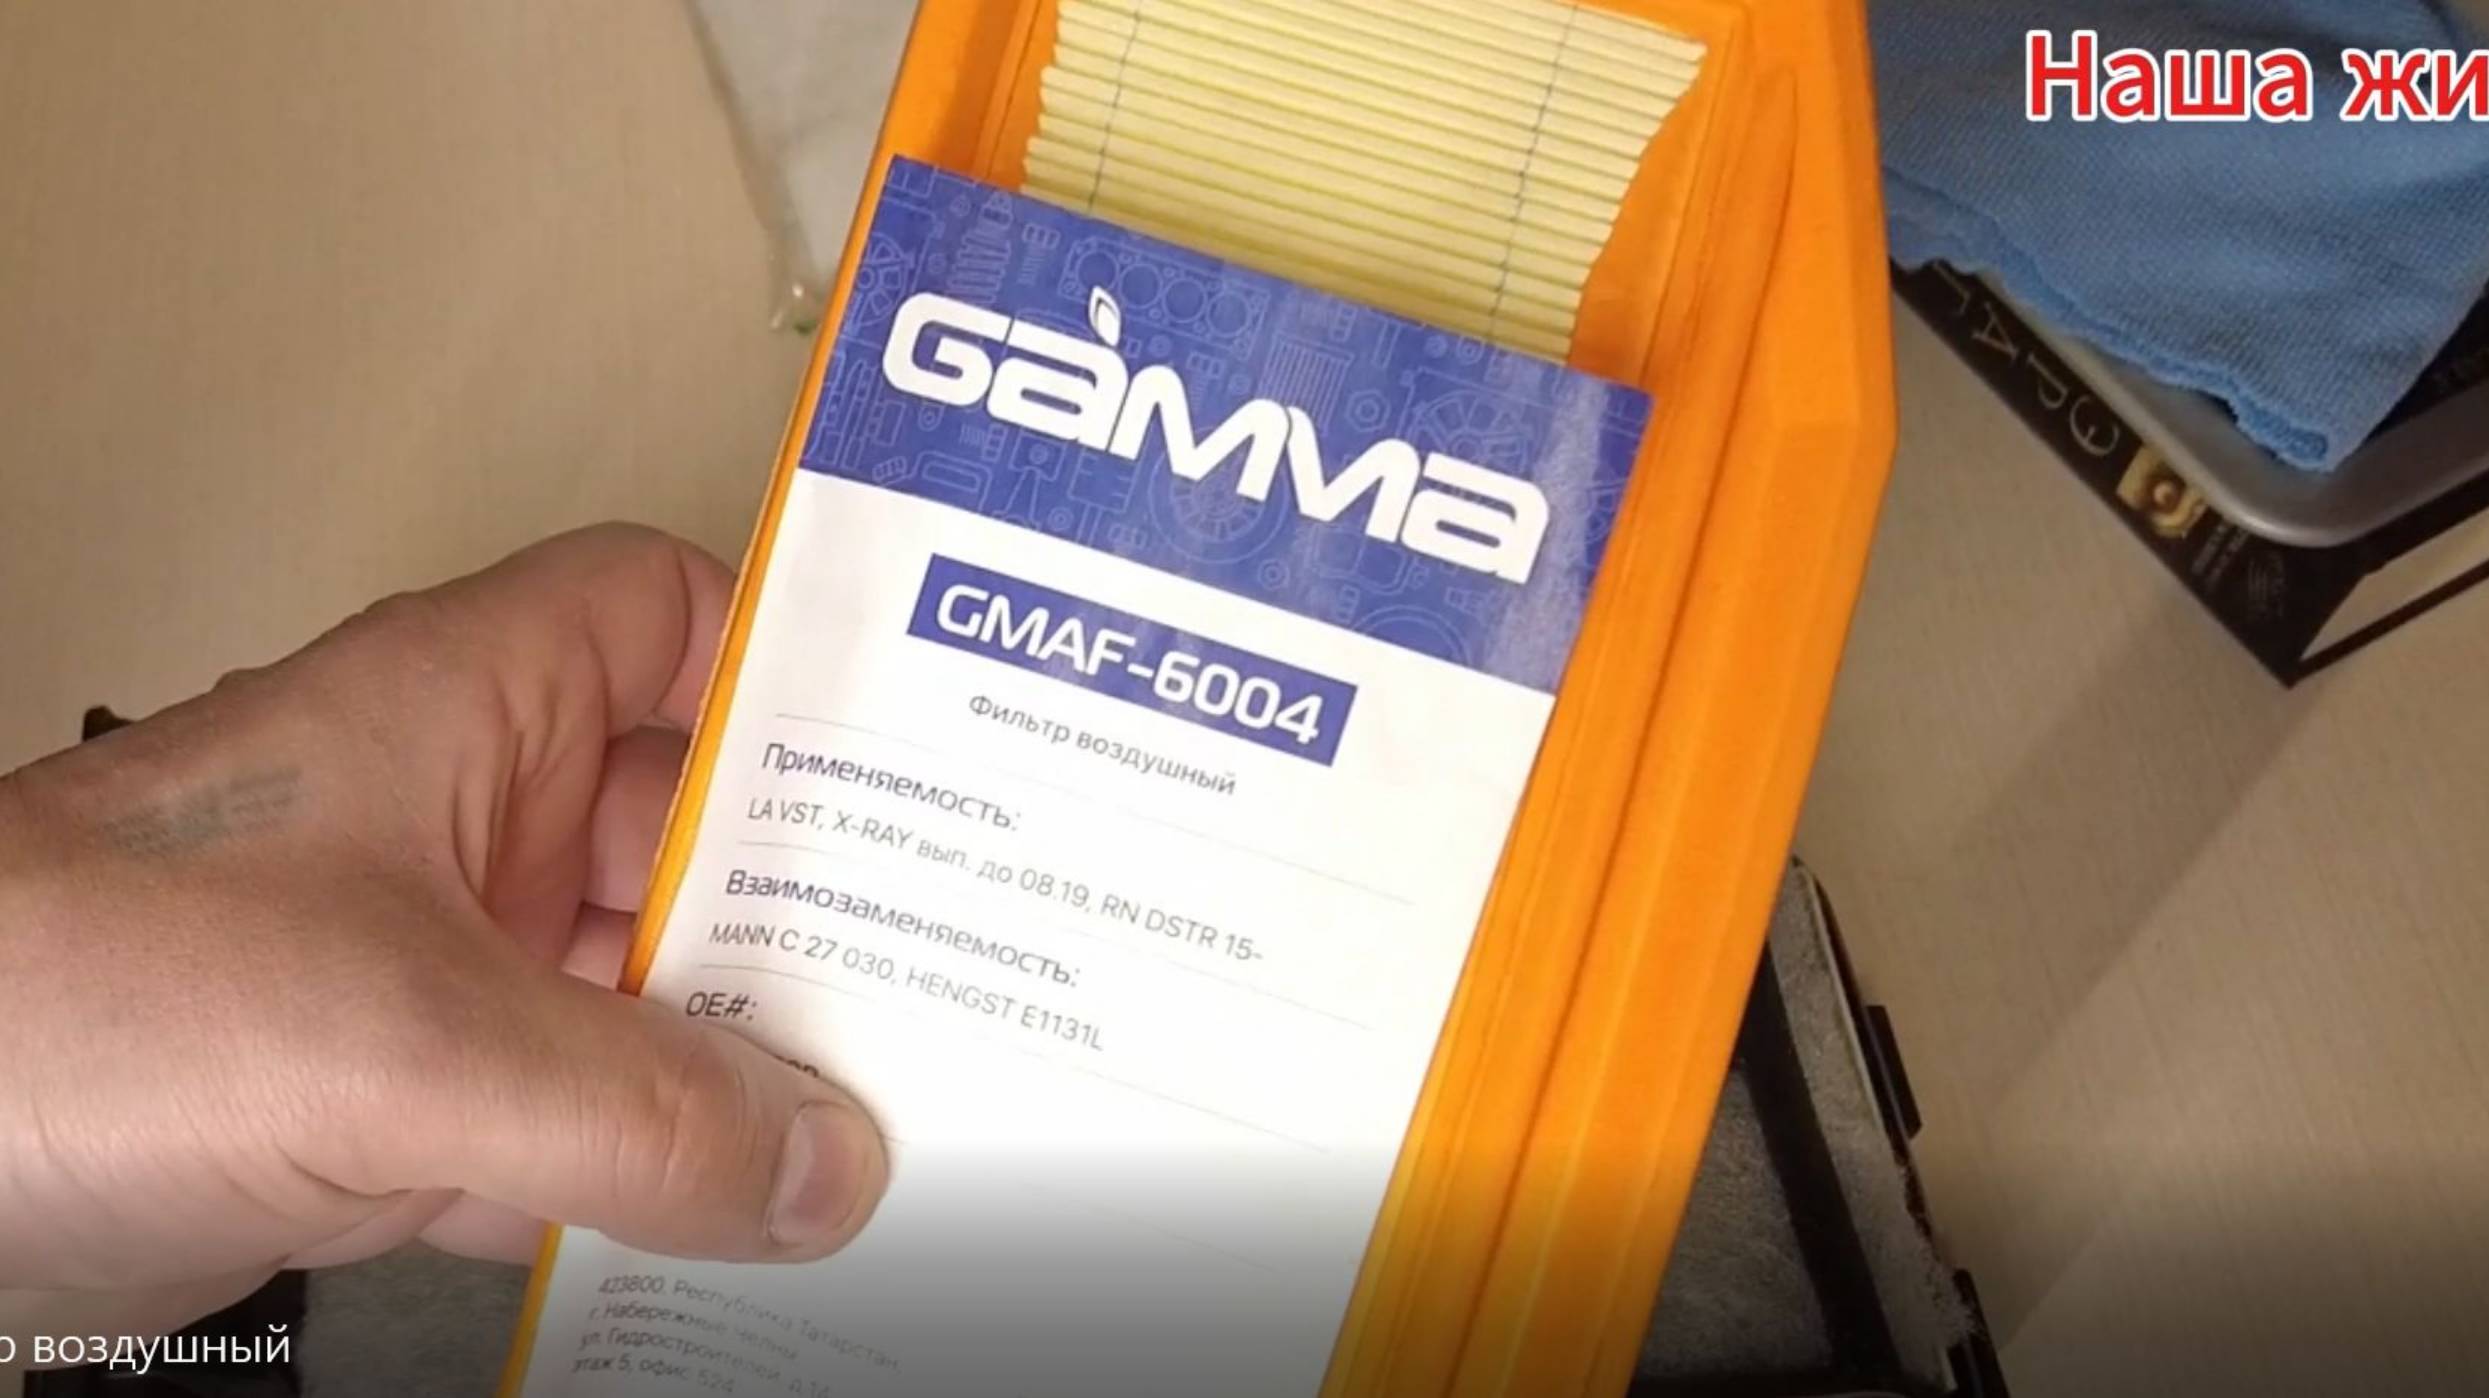 Наша жи
GAMMA
GMAF-6004
Фильтр воздушный
Применяемость:
LA VST, X-RAY вып. до 08.19, RN DSTR 15-
Взаимозаменяемость:
MANN C 27 030, HENGST E1131L
OE#:
423800. Республика Татарстан,
г. Набережные Челны
ул. Гидростроителей, д.14
этаж 5, офис 524
р воздушный